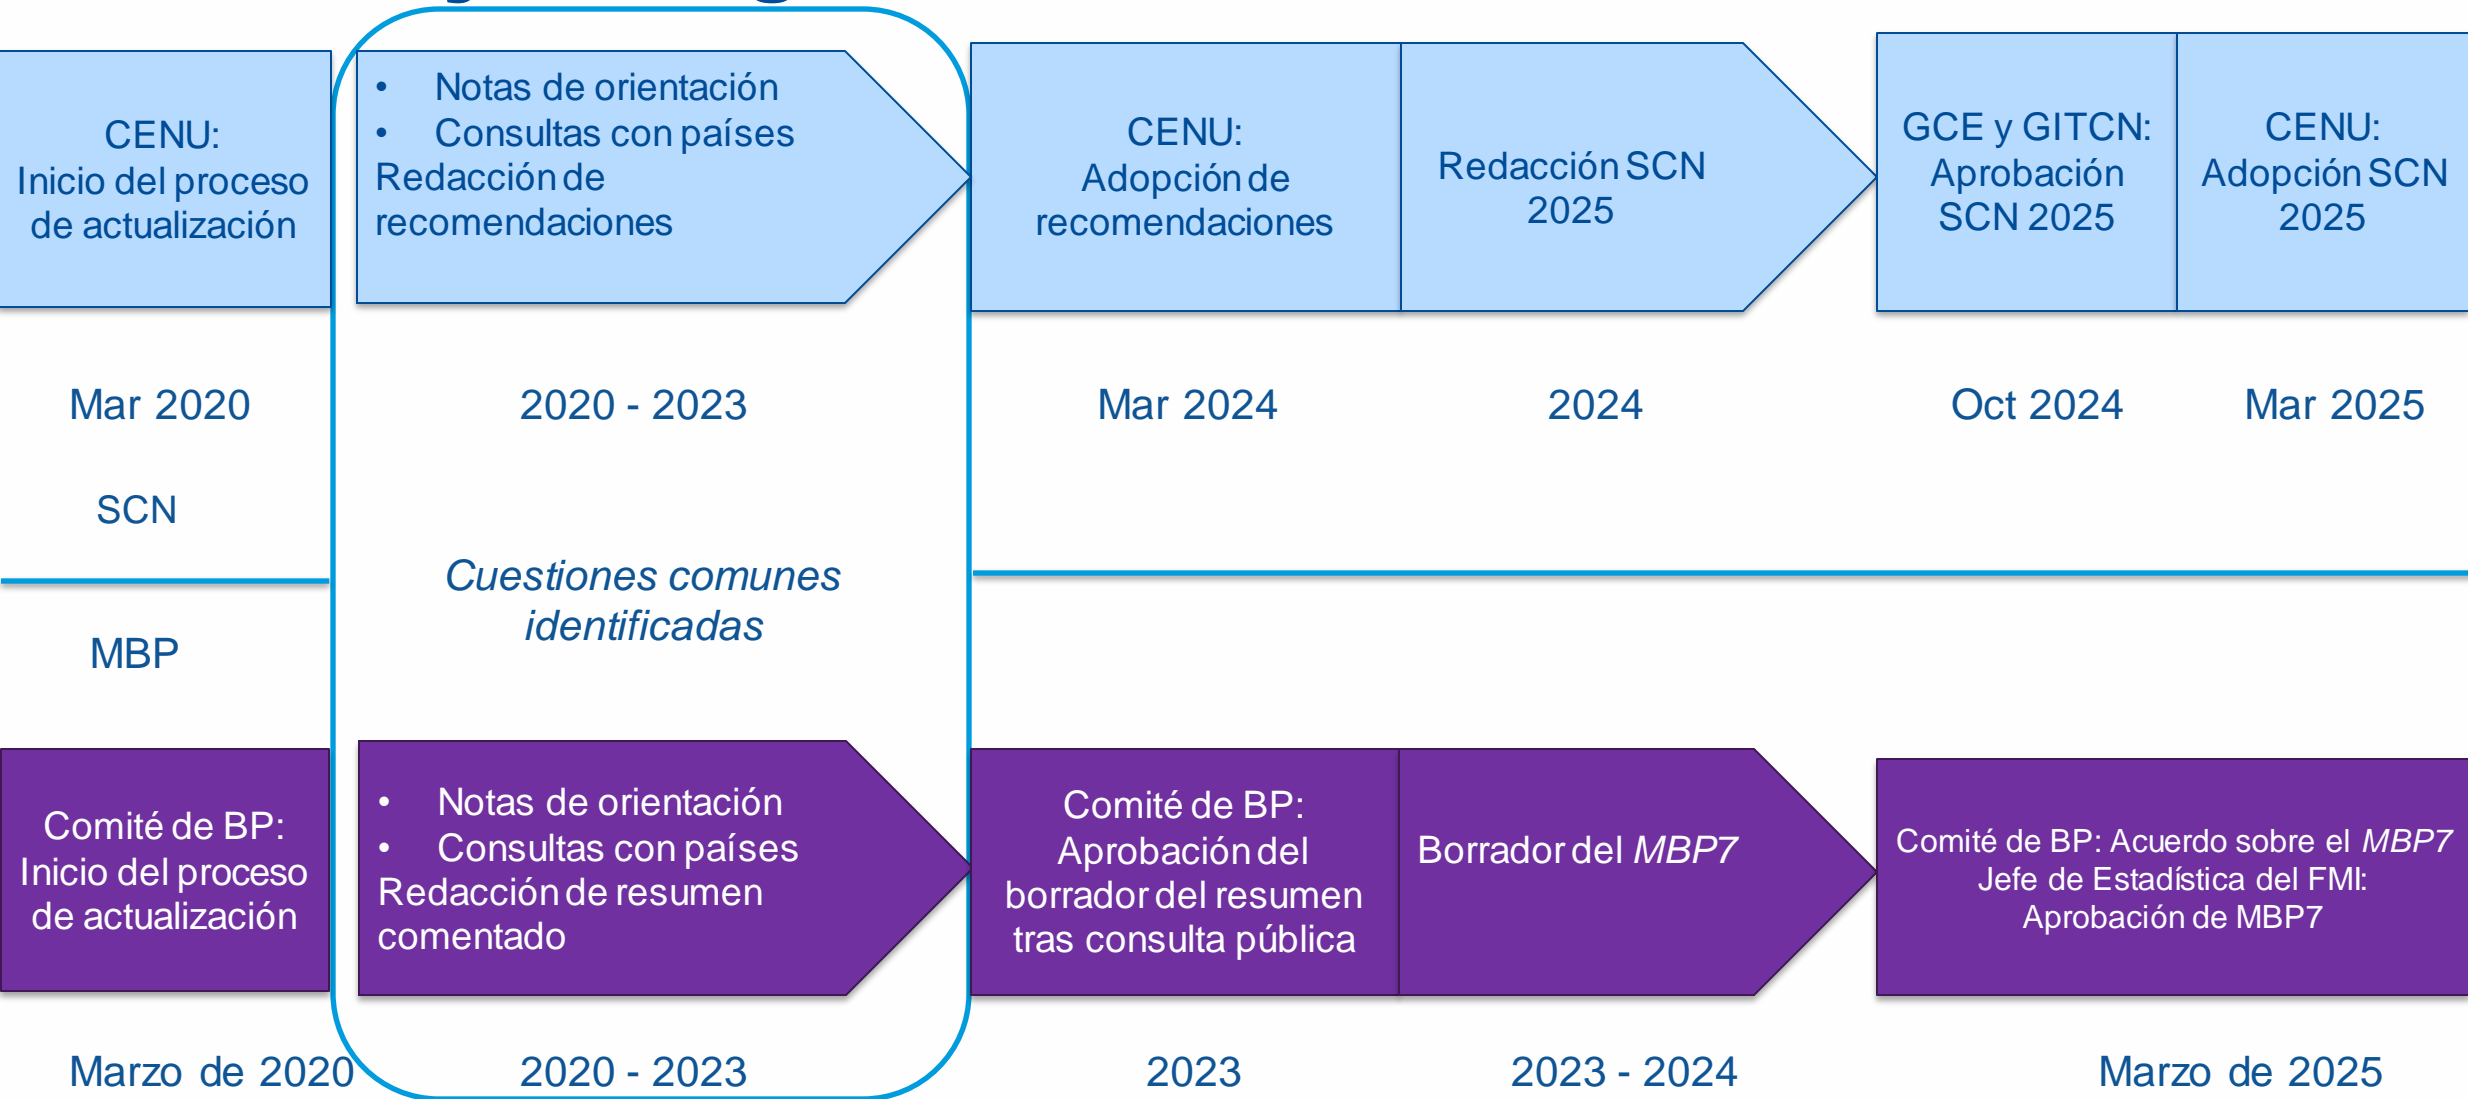 CENU:
Inicio del proceso
de actualización
• Notas de orientación
• Consultas con países
Redacción de
recomendaciones
CENU:
Adopción de
recomendaciones
Redacción SCN
2025
GCE y GITCN:
Aprobación
SCN 2025
CENU:
Adopción SCN
2025
Mar 2020
2020 - 2023
Mar 2024
2024
Oct 2024
Mar 2025
SCN
Cuestiones comunes
identificadas
MBP
Comité de BP:
Inicio del proceso
de actualización
• Notas de orientación
• Consultas con países
Redacción de resumen
comentado
Comité de BP:
Aprobación del
borrador del resumen
tras consulta pública
Borrador del MBP7
Comité de BP: Acuerdo sobre el MBP7
Jefe de Estadística del FMI:
Aprobación de MBP7
Marzo de 2020
2020 - 2023
2023
2023 - 2024
Marzo de 2025